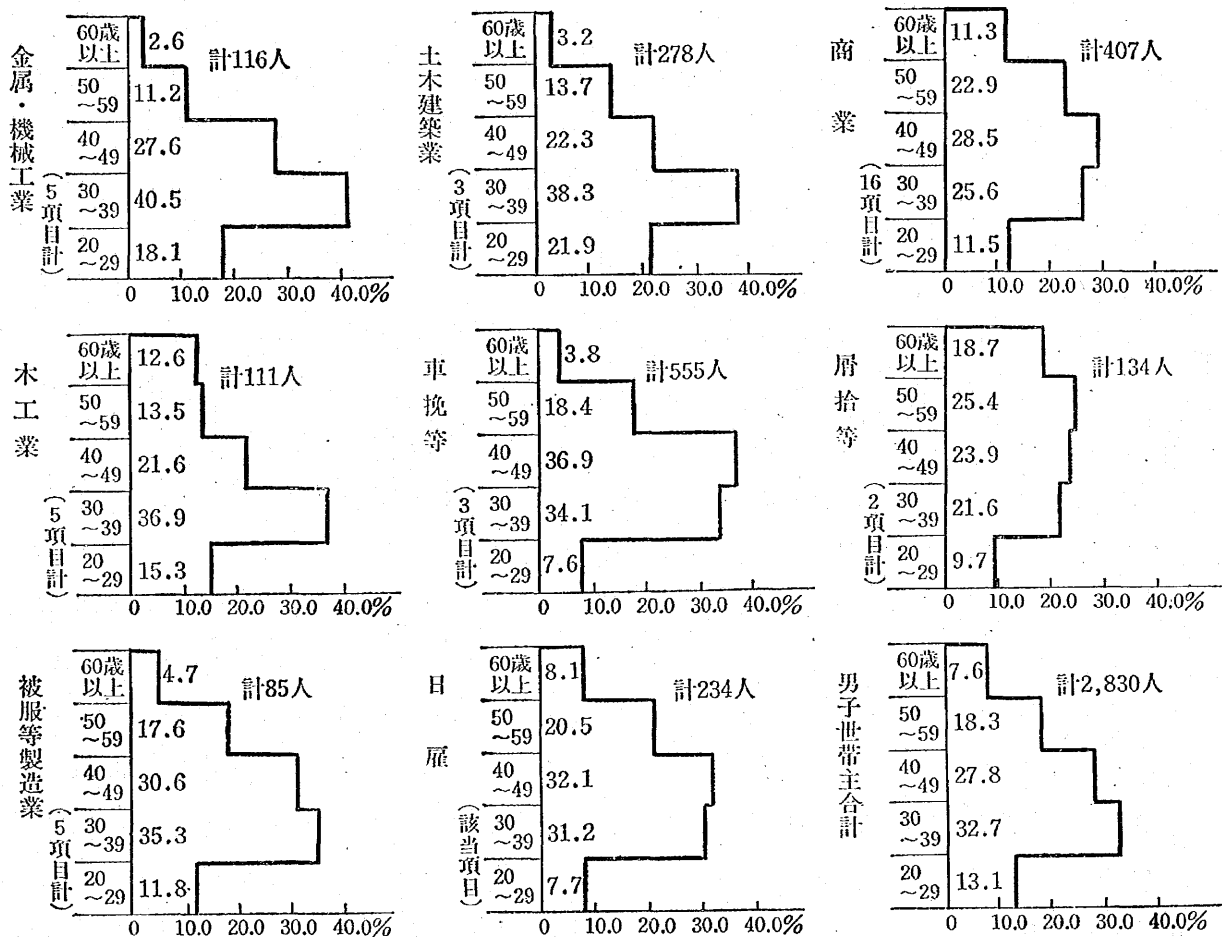 金属・機械工業
（5項目計）
計116人
60歳以上 2.6
50～59 11.2
40～49 27.6
30～39 40.5
20～29 18.1
0 10.0 20.0 30.0 40.0%
土木建築業
（3項目計）
計278人
60歳以上 3.2
50～59 13.7
40～49 22.3
30～39 38.3
20～29 21.9
0 10.0 20.0 30.0 40.0%
商業
（16項目計）
計407人
60歳以上 11.3
50～59 22.9
40～49 28.5
30～39 25.6
20～29 11.5
0 10.0 20.0 30.0 40.0%
木工業
（5項目計）
計111人
60歳以上 12.6
50～59 13.5
40～49 21.6
30～39 36.9
20～29 15.3
0 10.0 20.0 30.0 40.0%
車挽等
（3項目計）
計555人
60歳以上 3.8
50～59 18.4
40～49 36.9
30～39 34.1
20～29 7.6
0 10.0 20.0 30.0 40.0%
屑拾等
（2項目計）
計134人
60歳以上 18.7
50～59 25.4
40～49 23.9
30～39 21.6
20～29 9.7
0 10.0 20.0 30.0 40.0%
被服等製造業
（5項目計）
計85人
60歳以上 4.7
50～59 17.6
40～49 30.6
30～39 35.3
20～29 11.8
0 10.0 20.0 30.0 40.0%
日雇
（該当項目）
計234人
60歳以上 8.1
50～59 20.5
40～49 32.1
30～39 31.2
20～29 7.7
0 10.0 20.0 30.0 40.0%
男子世帯主合計
計2,830人
60歳以上 7.6
50～59 18.3
40～49 27.8
30～39 32.7
20～29 13.1
0 10.0 20.0 30.0 40.0%